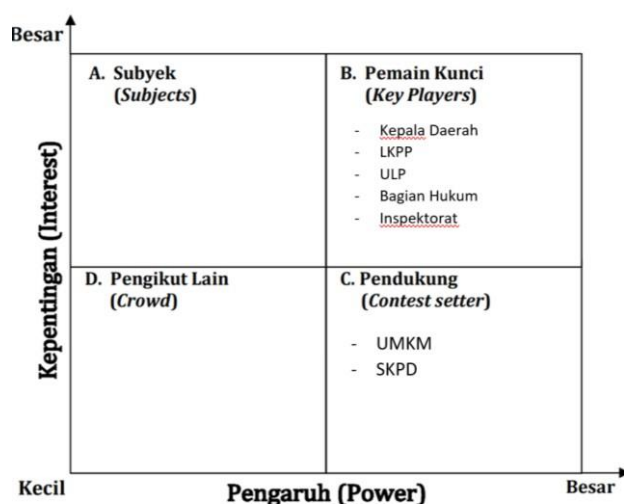 Besar
A. Subyek
(Subjects)
B. Pemain Kunci
(Key Players)
- Kepala Daerah
- LKPP
- ULP
- Bagian Hukum
- Inspektorat
Kepentingan (Interest)
D. Pengikut Lain
(Crowd)
C. Pendukung
(Contest setter)
- UMKM
- SKPD
Kecil
Pengaruh (Power)
Besar